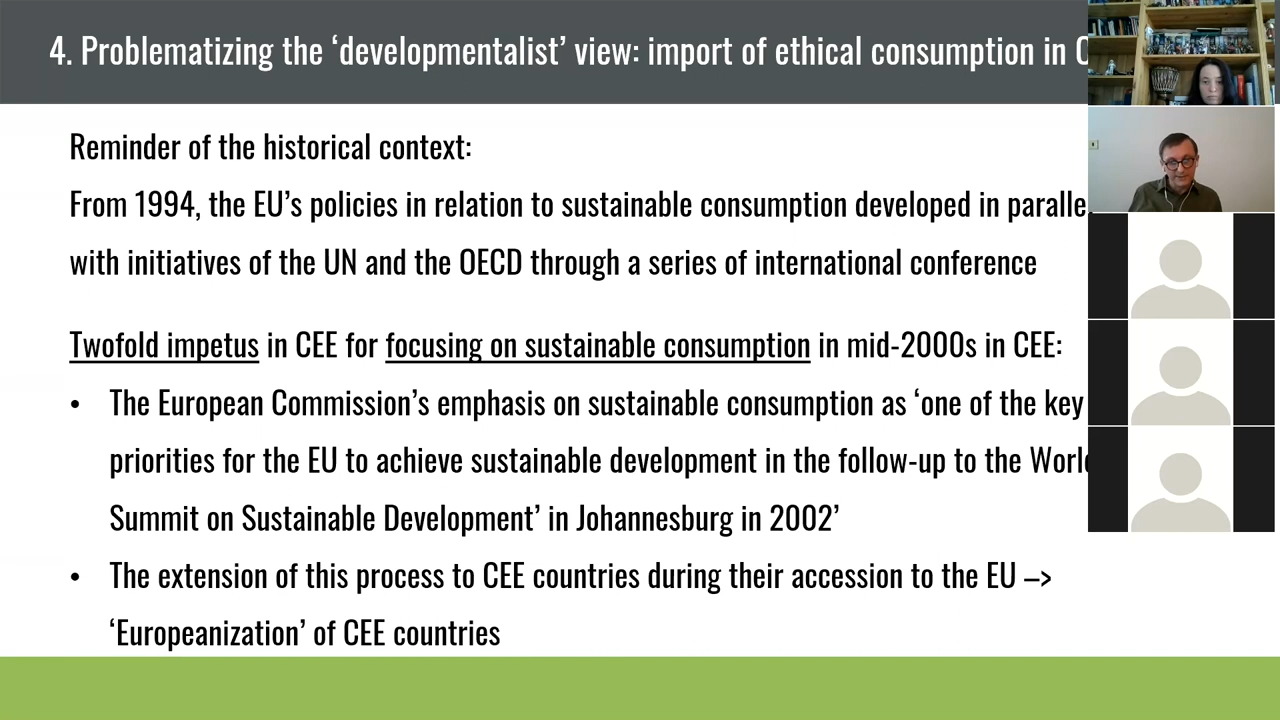 4. Problematizing the ‘developmentalist’ view: import of ethical consumption in
Reminder of the historical context:
From 1994, the EU’s policies in relation to sustainable consumption developed in paralle
with initiatives of the UN and the OECD through a series of international conference
Twofold impetus in CEE for focusing on sustainable consumption in mid-2000s in CEE:
• The European Commission’s emphasis on sustainable consumption as ‘one of the key
priorities for the EU to achieve sustainable development in the follow-up to the Worl
Summit on Sustainable Development’ in Johannesburg in 2002’
• The extension of this process to CEE countries during their accession to the EU –>
‘Europeanization’ of CEE countries